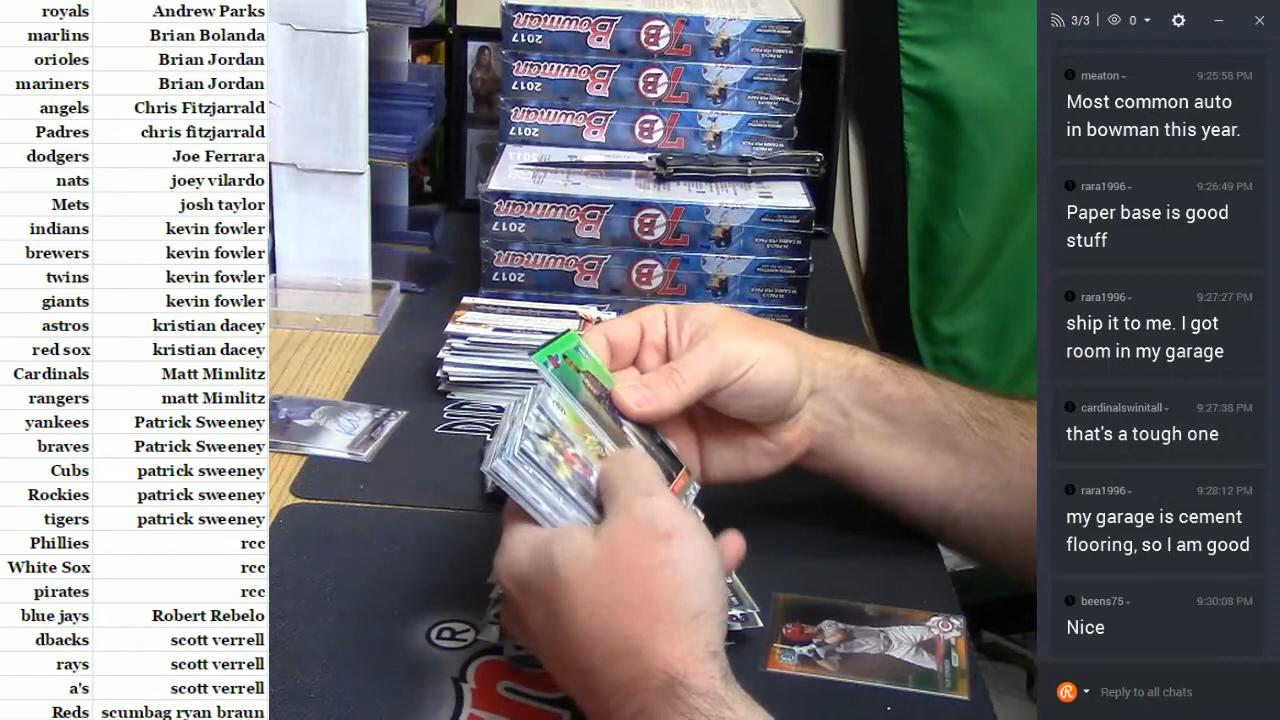 royals Andrew Parks
marlins Brian Bolanda
orioles Brian Jordan
mariners Brian Jordan
angels Chris Fitzjarrald
Padres chris fitzjarrald
dodgers Joe Ferrara
nats joey vilardo
Mets josh taylor
indians kevin fowler
brewers kevin fowler
twins kevin fowler
giants kevin fowler
astros kristian dacey
red sox kristian dacey
Cardinals Matt Mimlitz
rangers matt Mimlitz
yankees Patrick Sweeney
braves Patrick Sweeney
Cubs patrick sweeney
Rockies patrick sweeney
tigers patrick sweeney
Phillies rcc
White Sox rcc
pirates rcc
blue jays Robert Rebelo
dbacks scott verrell
rays scott verrell
a's scott verrell
Reds scumbag ryan braun
2017 Bowman 7B
2017 Bowman 7B
2017 Bowman 7B
2017 Bowman 7B
2017 Bowman 7B
®
3/3 0
meaton 9:25:58 PM
Most common auto
in bowman this year.
rara1996 9:26:49 PM
Paper base is good
stuff
rara1996 9:27:27 PM
ship it to me. I got
room in my garage
cardinalswinitall 9:27:38 PM
that's a tough one
rara1996 9:28:12 PM
my garage is cement
flooring, so I am good
beens75 9:30:08 PM
Nice
Reply to all chats